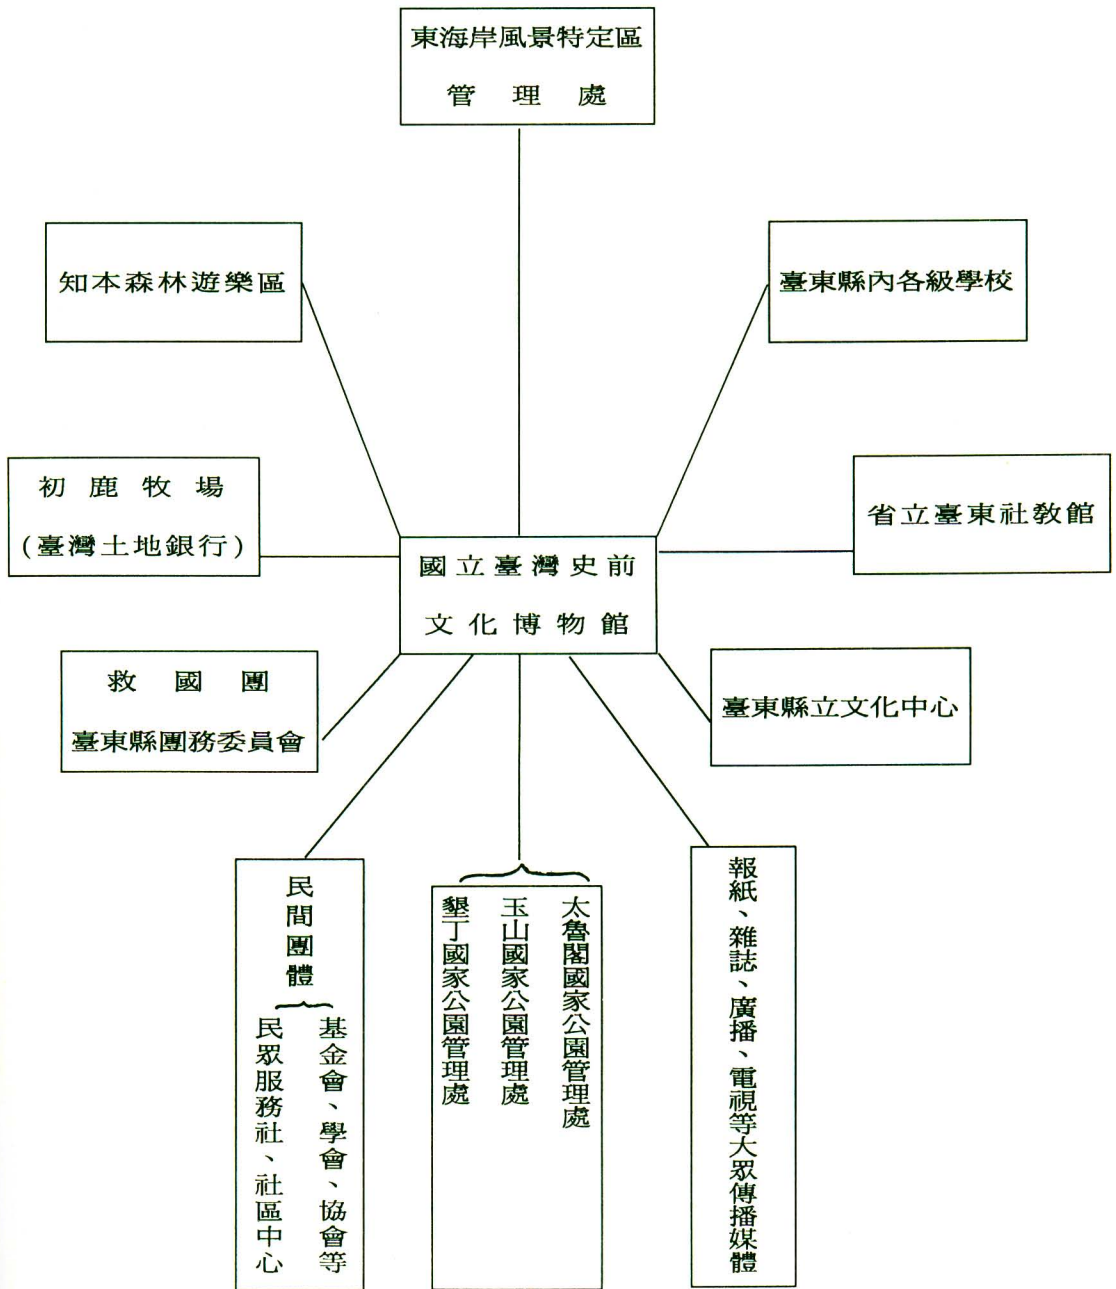 東海岸風景特定區
管理處
知本森林遊樂區
臺東縣內各級學校
初鹿牧場
(臺灣土地銀行)
省立臺東社教館
國立臺灣史前
文化博物館
救國團
臺東縣團務委員會
臺東縣立文化中心
民間團體
基金會、學會、協會等
民眾服務社、社區中心
太魯閣國家公園管理處
玉山國家公園管理處
墾丁國家公園管理處
報紙、雜誌、廣播、電視等大眾傳播媒體